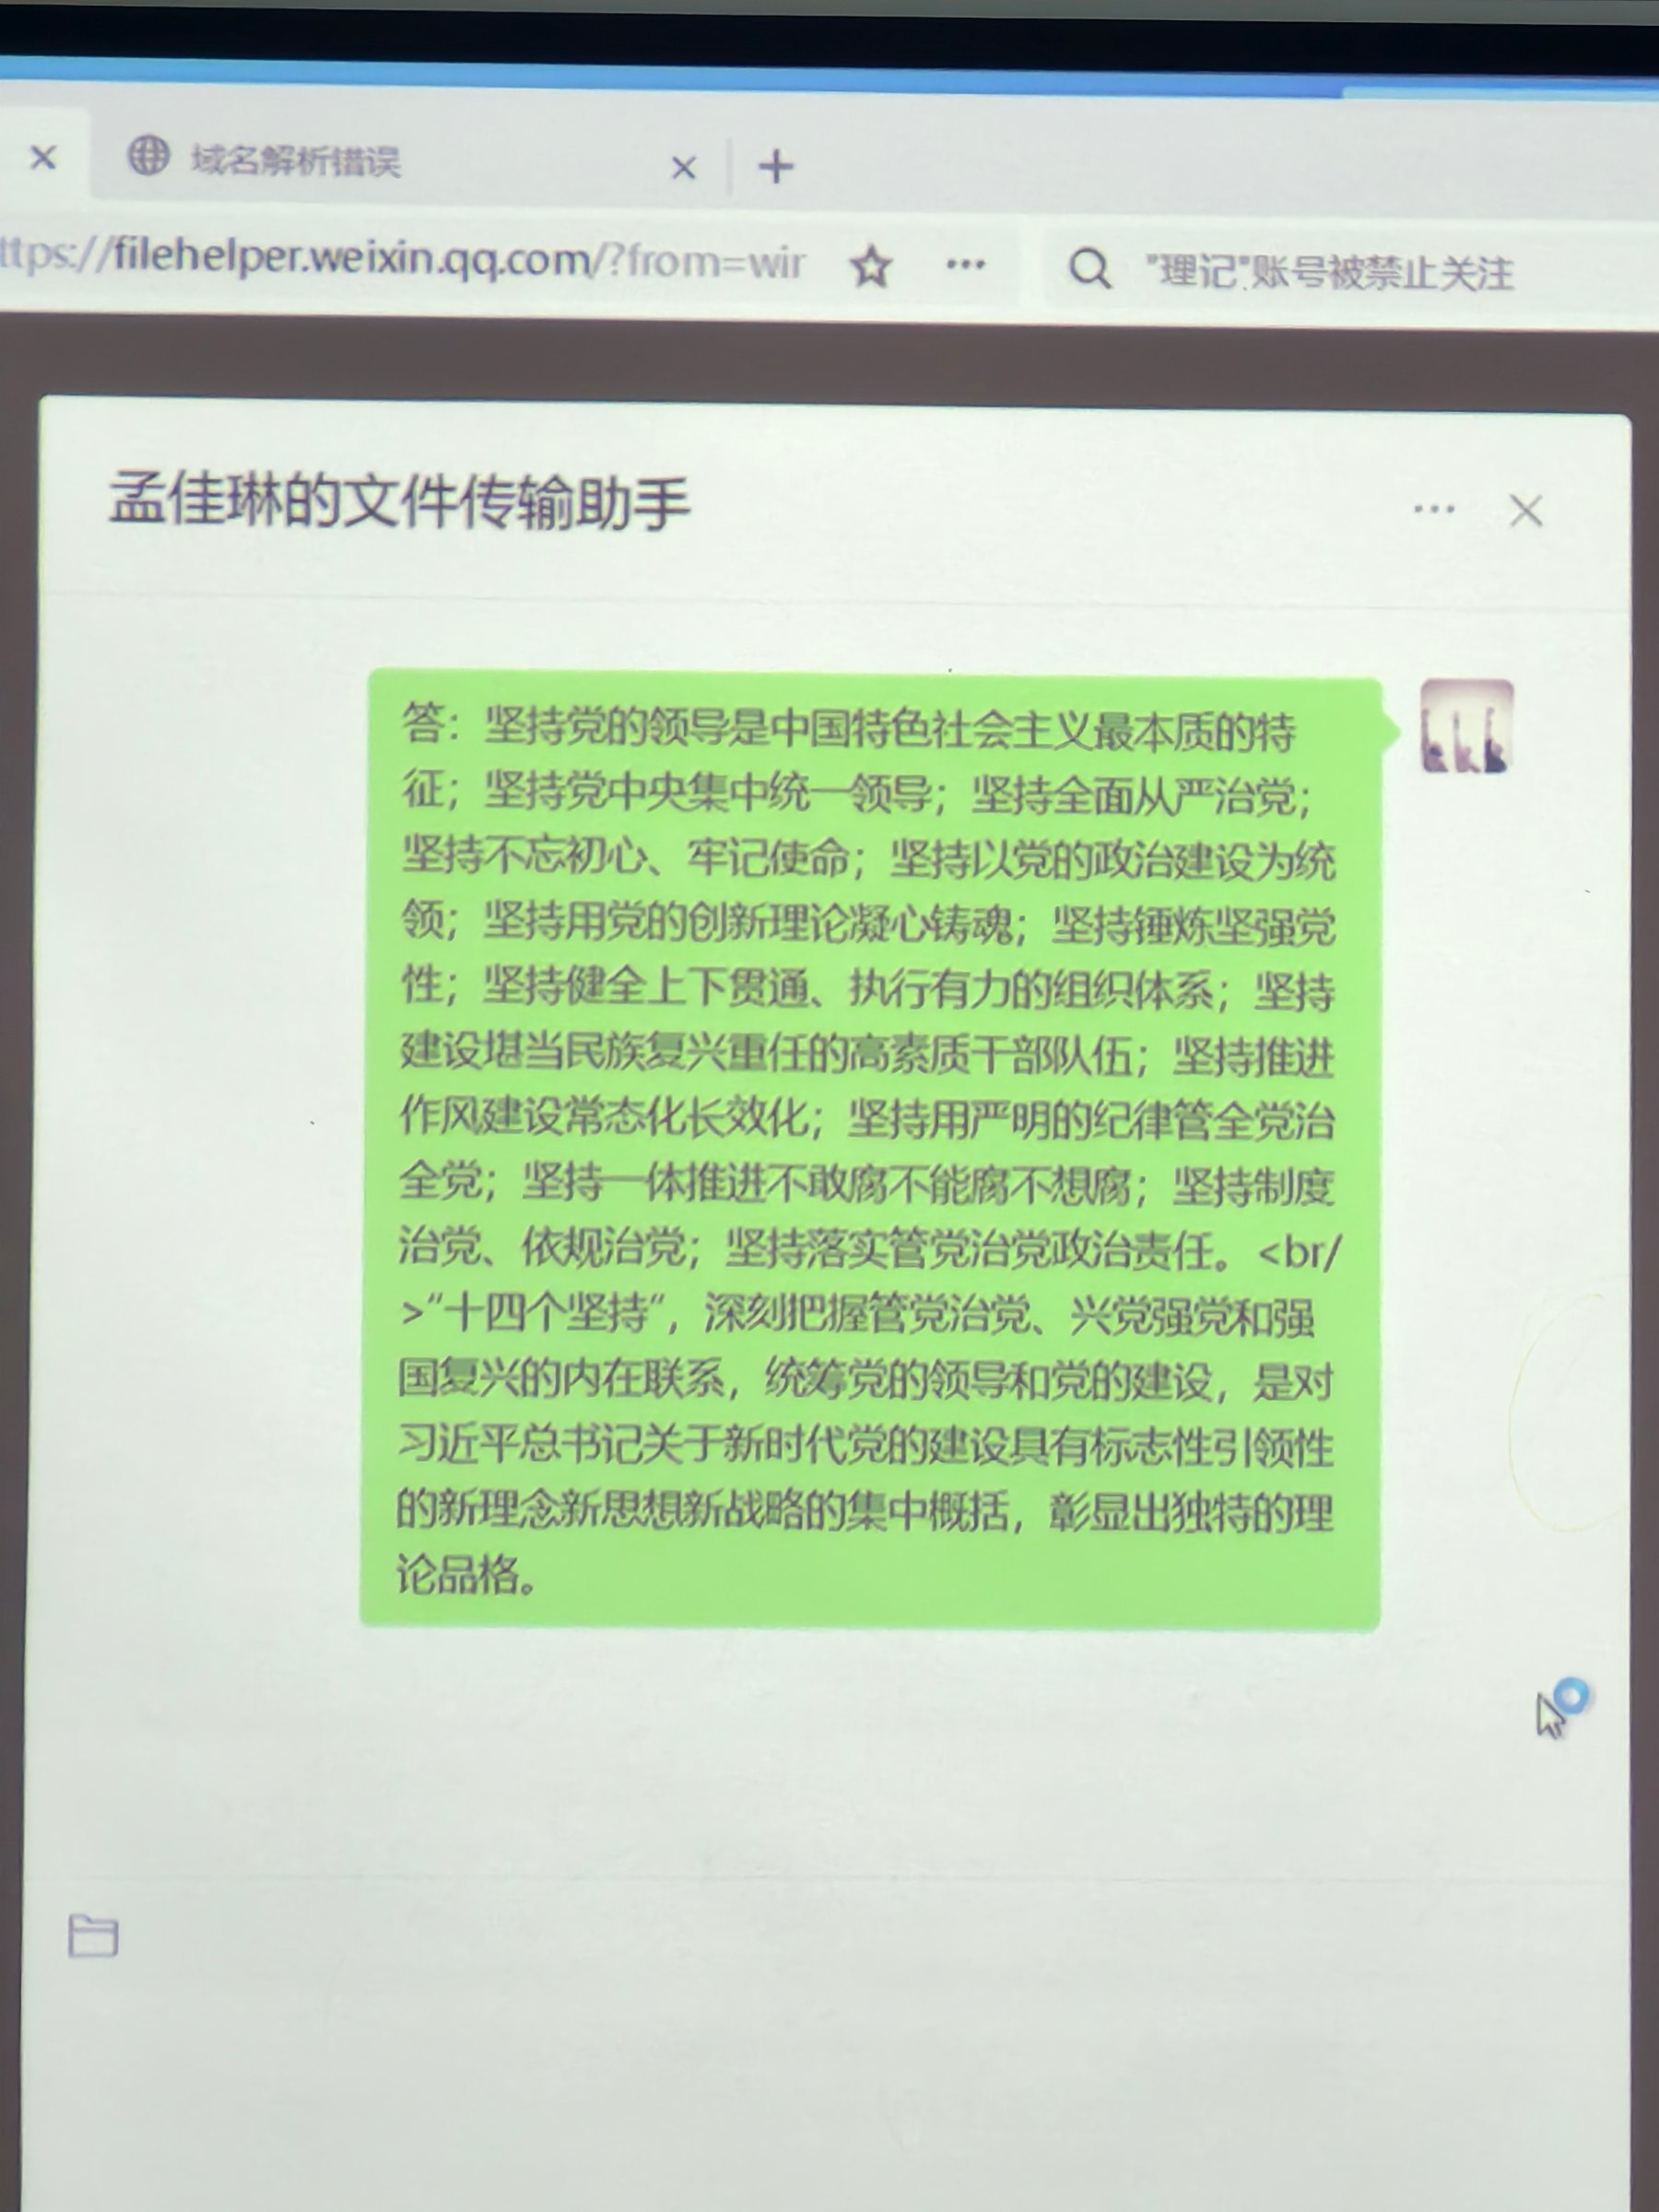 域名解析错误
ttps://filehelper.weixin.qq.com/?from=wir
"理记"账号被禁止关注
孟佳琳的文件传输助手
答：坚持党的领导是中国特色社会主义最本质的特
征；坚持党中央集中统一领导；坚持全面从严治党；
坚持不忘初心、牢记使命；坚持以党的政治建设为统
领；坚持用党的创新理论凝心铸魂；坚持锤炼坚强党
性；坚持健全上下贯通、执行有力的组织体系；坚持
建设堪当民族复兴重任的高素质干部队伍；坚持推进
作风建设常态化长效化；坚持用严明的纪律管全党治
全党；坚持一体推进不敢腐不能腐不想腐；坚持制度
治党、依规治党；坚持落实管党治党政治责任。<br/
>"十四个坚持"，深刻把握管党治党、兴党强党和强
国复兴的内在联系，统筹党的领导和党的建设，是对
习近平总书记关于新时代党的建设具有标志性引领性
的新理念新思想新战略的集中概括，彰显出独特的理
论品格。